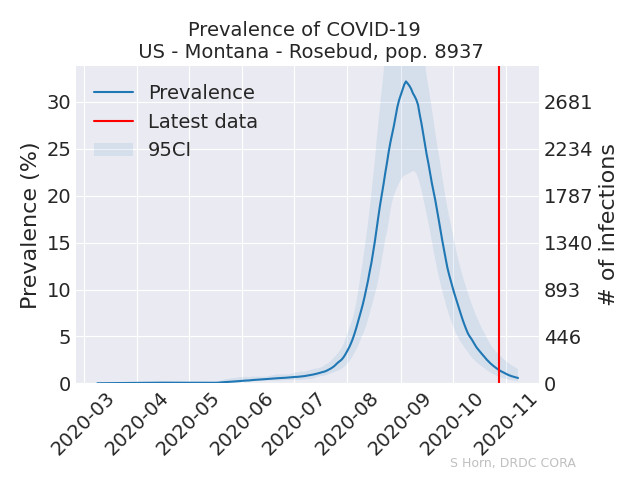 Prevalence of COVID-19
US - Montana - Rosebud, pop. 8937
Prevalence
Latest data
95CI
Prevalence (%)
30
25
20
15
10
5
0
2681
2234
1787
1340
893
446
0
# of infections
2020-03
2020-04
2020-05
2020-06
2020-07
2020-08
2020-09
2020-10
2020-11
S Horn, DRDC CORA